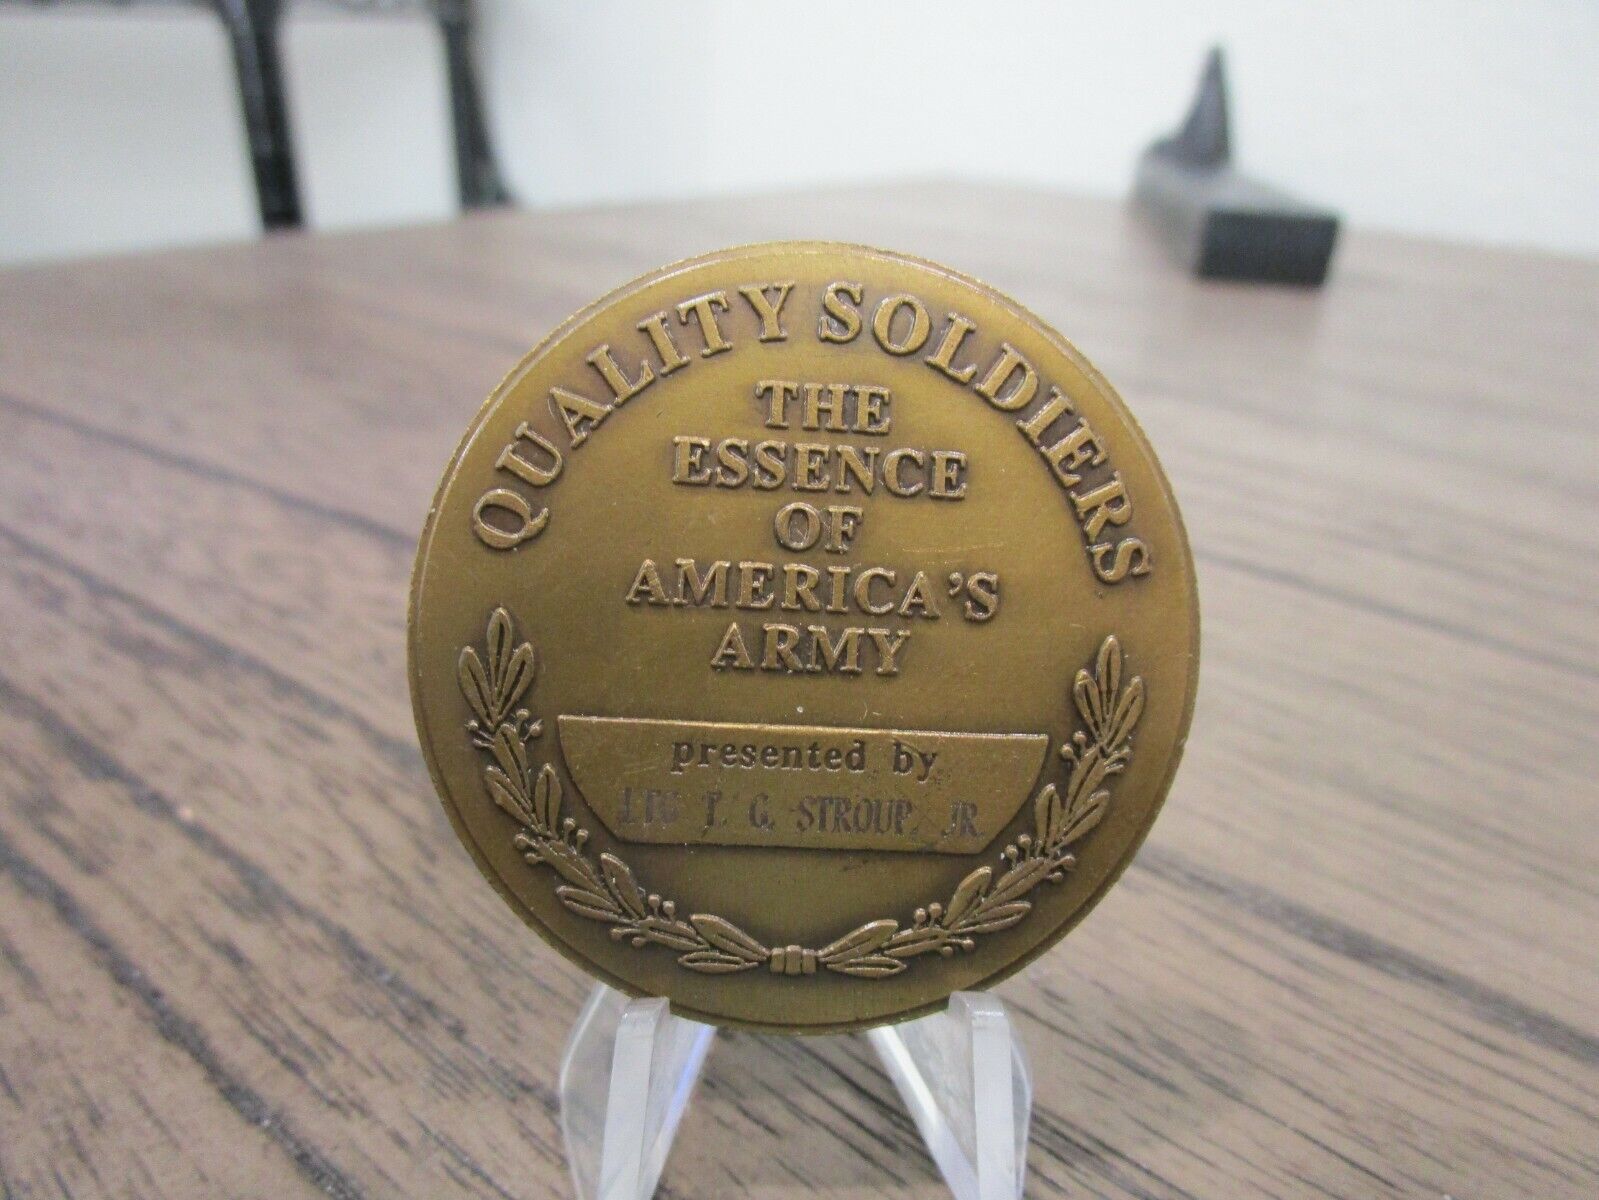 QUALITY SOLDIERS
THE
ESSENCE
OF
AMERICA'S
ARMY
presented by
LTG T. G. STROUP, JR.